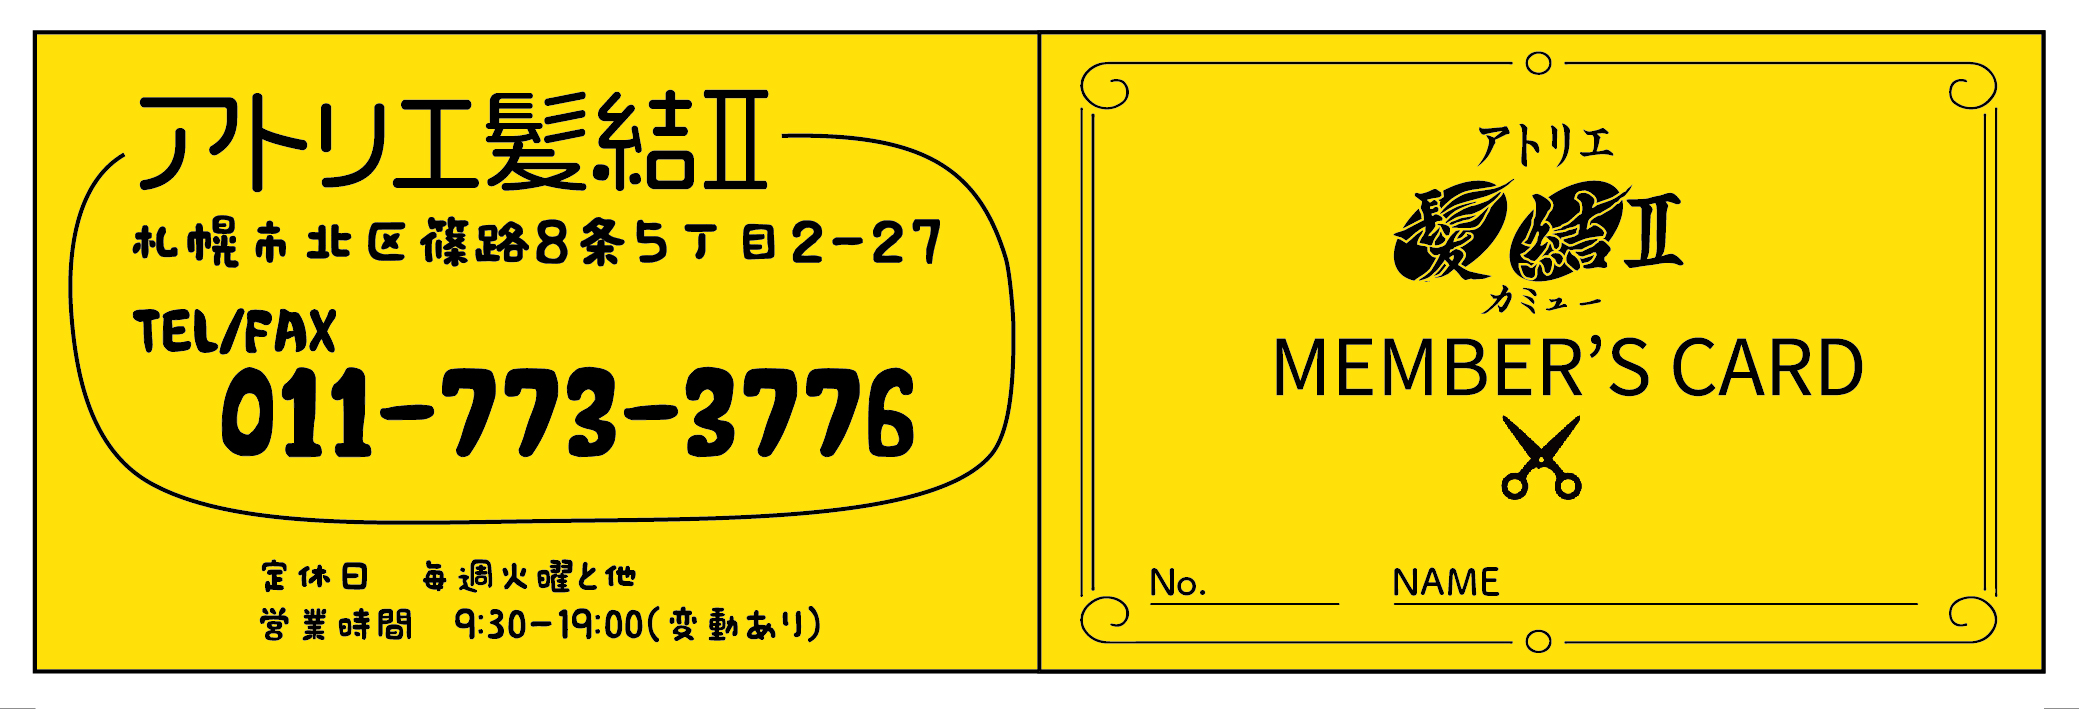 アトリエ髪結Ⅱ
札幌市北区篠路8条5丁目2-27
TEL/FAX
011-773-3776
定休日　毎週火曜と他
営業時間　9:30-19:00(変動あり)
アトリエ
髪結Ⅱ
カミュー
MEMBER’S CARD
No.
NAME